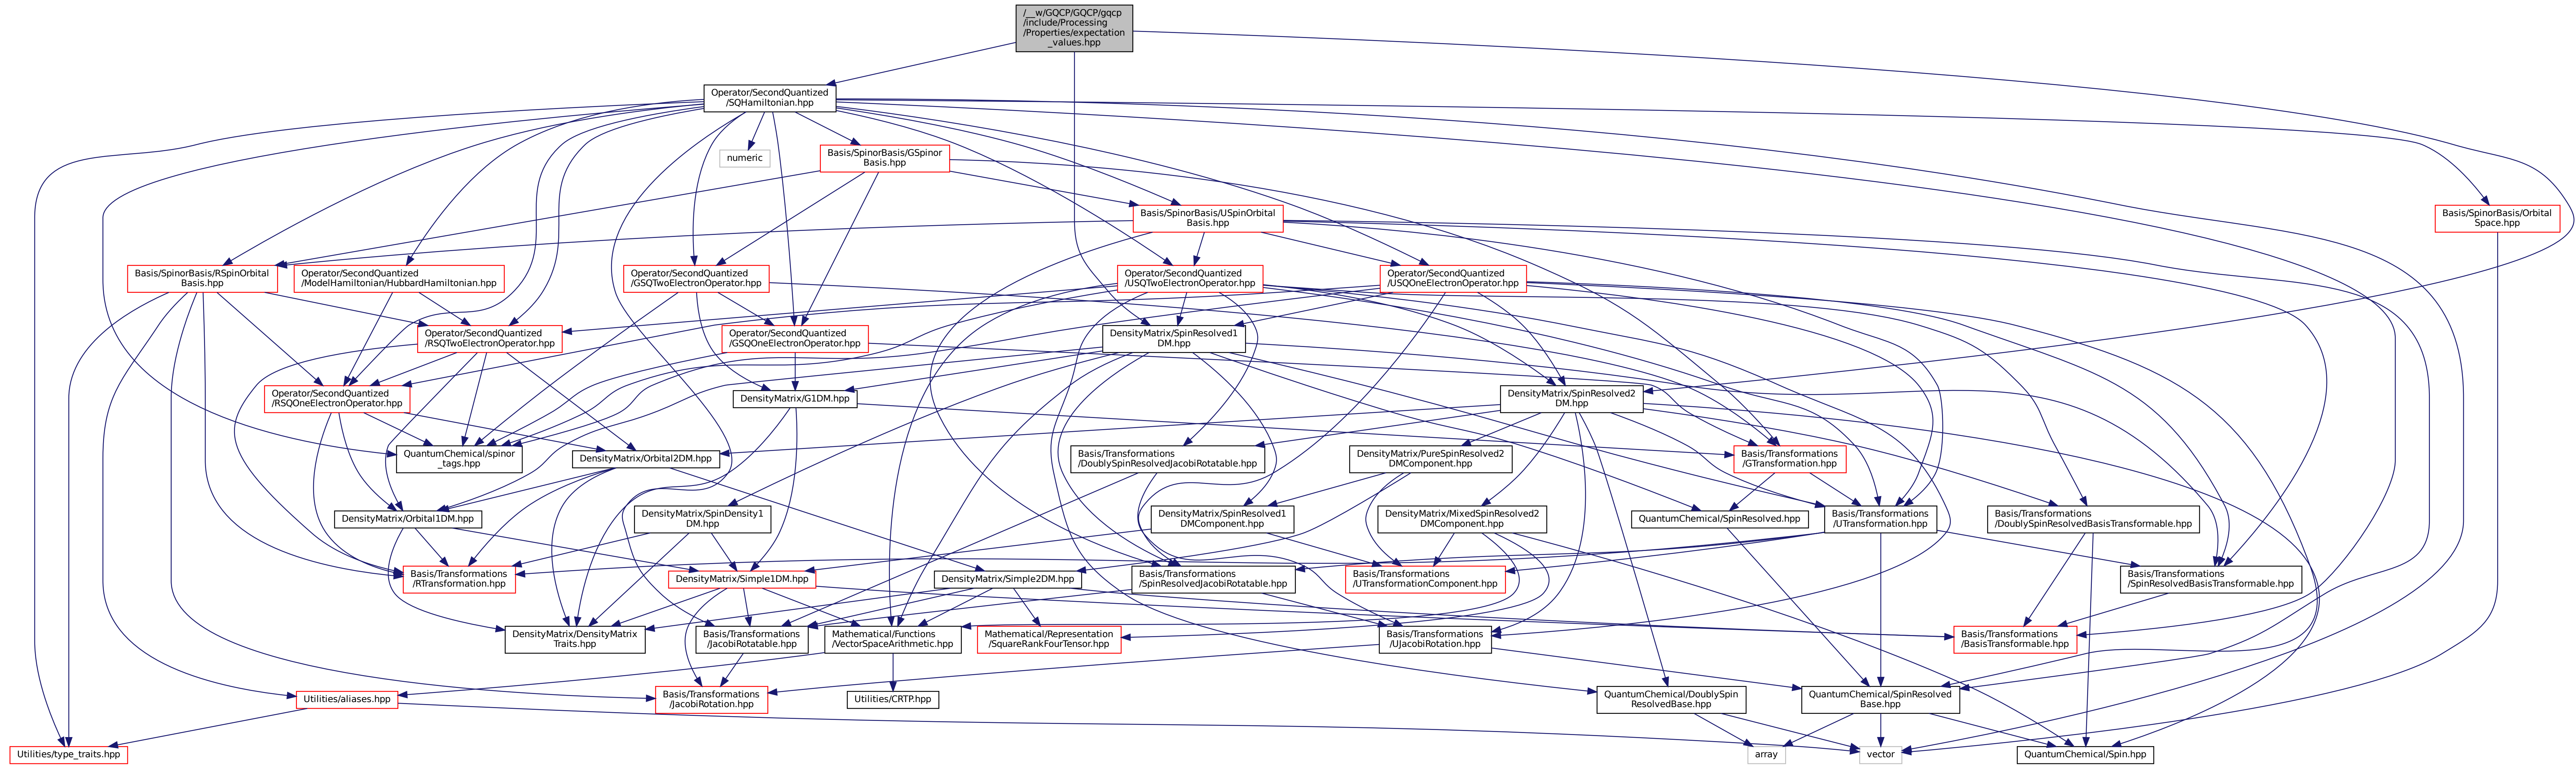 /__w/GQCP/GQCP/gqcp
/include/Processing
/Properties/expectation
_values.hpp
Operator/SecondQuantized
/SQHamiltonian.hpp
numeric
Basis/SpinorBasis/GSpinor
Basis.hpp
Basis/SpinorBasis/USpinOrbital
Basis.hpp
Basis/SpinorBasis/Orbital
Space.hpp
Basis/SpinorBasis/RSpinOrbital
Basis.hpp
Operator/SecondQuantized
/ModelHamiltonian/HubbardHamiltonian.hpp
Operator/SecondQuantized
/GSQTwoElectronOperator.hpp
Operator/SecondQuantized
/USQTwoElectronOperator.hpp
Operator/SecondQuantized
/USQOneElectronOperator.hpp
Operator/SecondQuantized
/RSQTwoElectronOperator.hpp
Operator/SecondQuantized
/GSQOneElectronOperator.hpp
DensityMatrix/SpinResolved1
DM.hpp
Operator/SecondQuantized
/RSQOneElectronOperator.hpp
DensityMatrix/G1DM.hpp
DensityMatrix/SpinResolved2
DM.hpp
QuantumChemical/spinor
_tags.hpp
DensityMatrix/Orbital2DM.hpp
Basis/Transformations
/DoublySpinResolvedJacobiRotatable.hpp
DensityMatrix/PureSpinResolved2
DMComponent.hpp
Basis/Transformations
/GTransformation.hpp
DensityMatrix/Orbital1DM.hpp
DensityMatrix/SpinDensity1
DM.hpp
DensityMatrix/SpinResolved1
DMComponent.hpp
DensityMatrix/MixedSpinResolved2
DMComponent.hpp
QuantumChemical/SpinResolved.hpp
Basis/Transformations
/UTransformation.hpp
Basis/Transformations
/DoublySpinResolvedBasisTransformable.hpp
Basis/Transformations
/RTransformation.hpp
DensityMatrix/Simple1DM.hpp
DensityMatrix/Simple2DM.hpp
Basis/Transformations
/SpinResolvedJacobiRotatable.hpp
Basis/Transformations
/UTransformationComponent.hpp
Basis/Transformations
/SpinResolvedBasisTransformable.hpp
DensityMatrix/DensityMatrix
Traits.hpp
Basis/Transformations
/JacobiRotatable.hpp
Mathematical/Functions
/VectorSpaceArithmetic.hpp
Mathematical/Representation
/SquareRankFourTensor.hpp
Basis/Transformations
/UJacobiRotation.hpp
Basis/Transformations
/BasisTransformable.hpp
Utilities/aliases.hpp
Basis/Transformations
/JacobiRotation.hpp
Utilities/CRTP.hpp
QuantumChemical/DoublySpin
ResolvedBase.hpp
QuantumChemical/SpinResolved
Base.hpp
Utilities/type_traits.hpp
array
vector
QuantumChemical/Spin.hpp